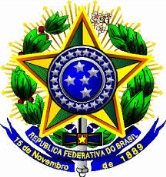 REPUBLICA FEDERATIVA DO BRASIL
15 de Novembro de 1889